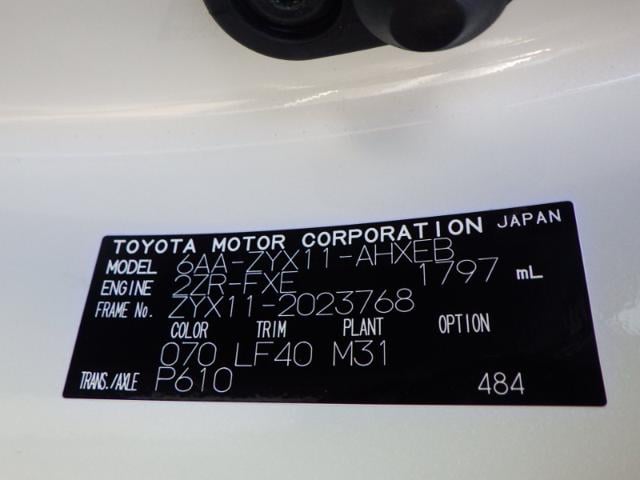 TOYOTA MOTOR CORPORATION JAPAN
MODEL 6AA-ZYX11-AHXEB
ENGINE 2ZR-FXE 1797 mL
FRAME No. ZYX11-2023768
COLOR TRIM PLANT OPTION
070 LF40 M31
TRANS./AXLE P610 484